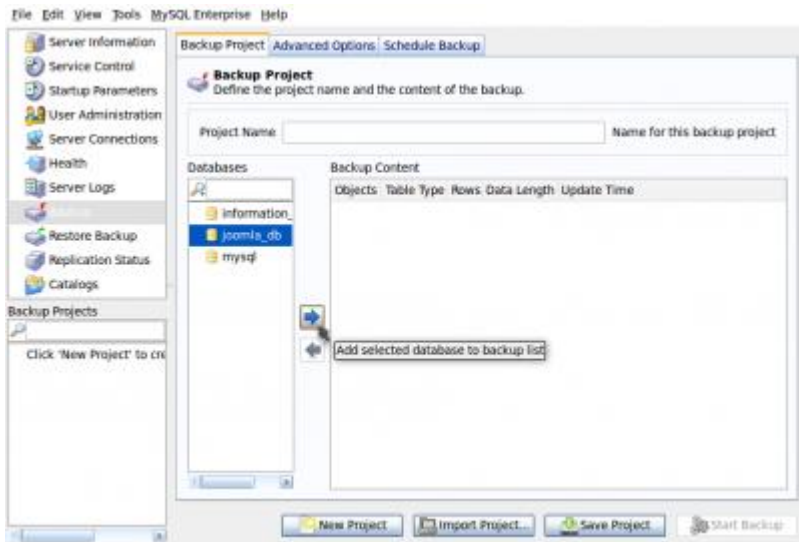 File Edit View Tools MySQL Enterprise Help
Server Information
Service Control
Startup Parameters
User Administration
Server Connections
Health
Server Logs
Restore Backup
Replication Status
Catalogs
Backup Projects
Click 'New Project' to cre
Backup Project Advanced Options Schedule Backup
Backup Project
Define the project name and the content of the backup.
Project Name Name for this backup project
Databases
information_
joomla_db
mysql
Backup Content
Objects Table Type Rows Data Length Update Time
Add selected database to backup list
New Project Import Project... Save Project Start Backup